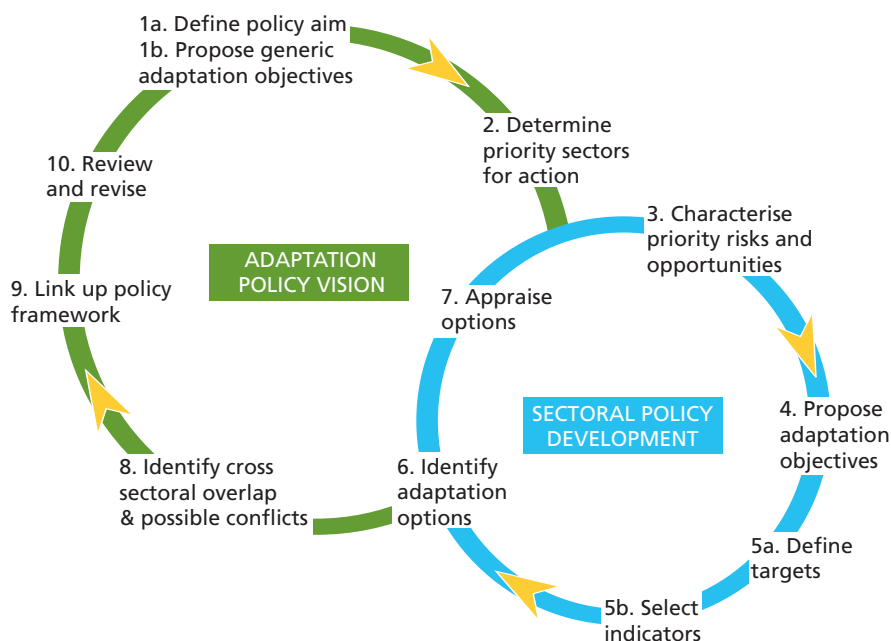 1a. Define policy aim
1b. Propose generic
adaptation objectives
2. Determine
priority sectors
for action
3. Characterise
priority risks and
opportunities
4. Propose
adaptation
objectives
5a. Define
targets
5b. Select
indicators
6. Identify
adaptation
options
7. Appraise
options
8. Identify cross
sectoral overlap
& possible conflicts
9. Link up policy
framework
10. Review
and revise
ADAPTATION
POLICY VISION
SECTORAL POLICY
DEVELOPMENT